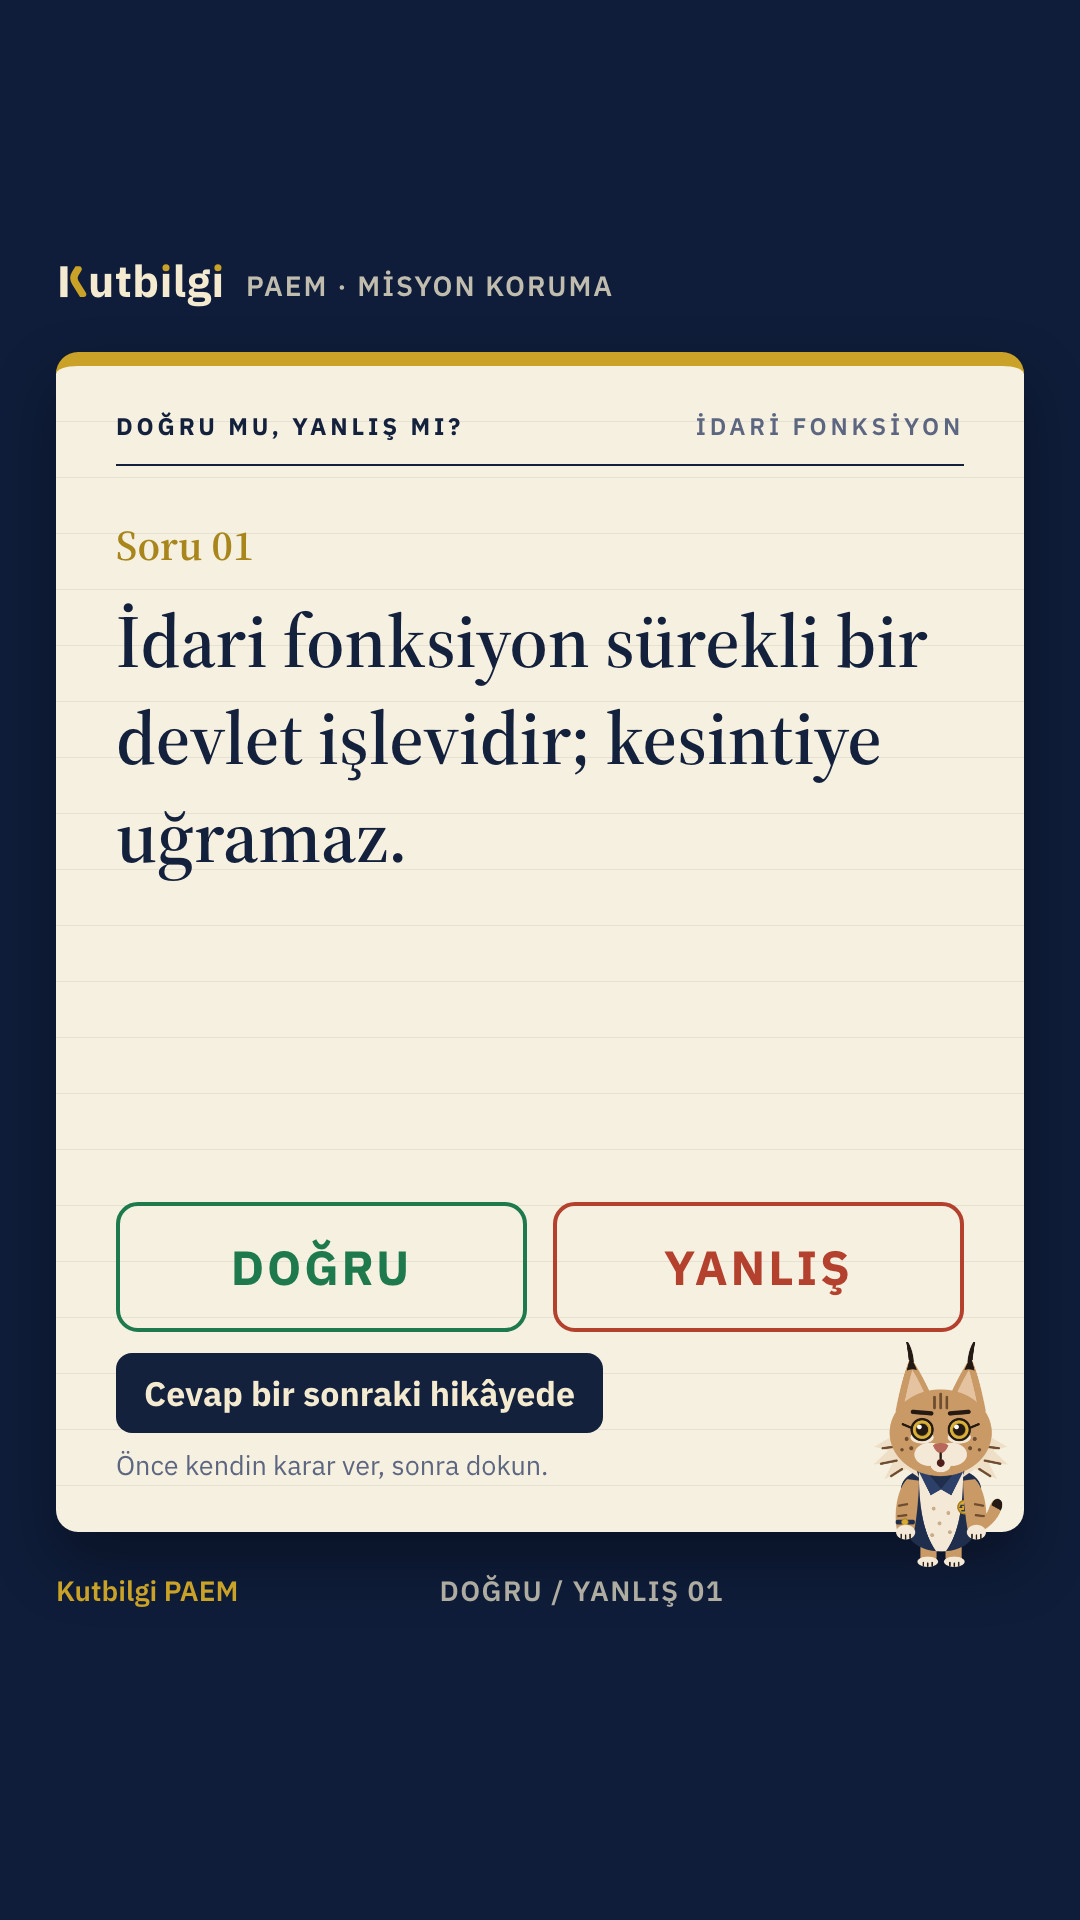 Kutbilgi PAEM · MİSYON KORUMA
DOĞRU MU, YANLIŞ MI? İDARİ FONKSİYON
Soru 01
İdari fonksiyon sürekli bir
devlet işlevidir; kesintiye
uğramaz.
DOĞRU YANLIŞ
Cevap bir sonraki hikâyede
Önce kendin karar ver, sonra dokun.
Kutbilgi PAEM DOĞRU / YANLIŞ 01